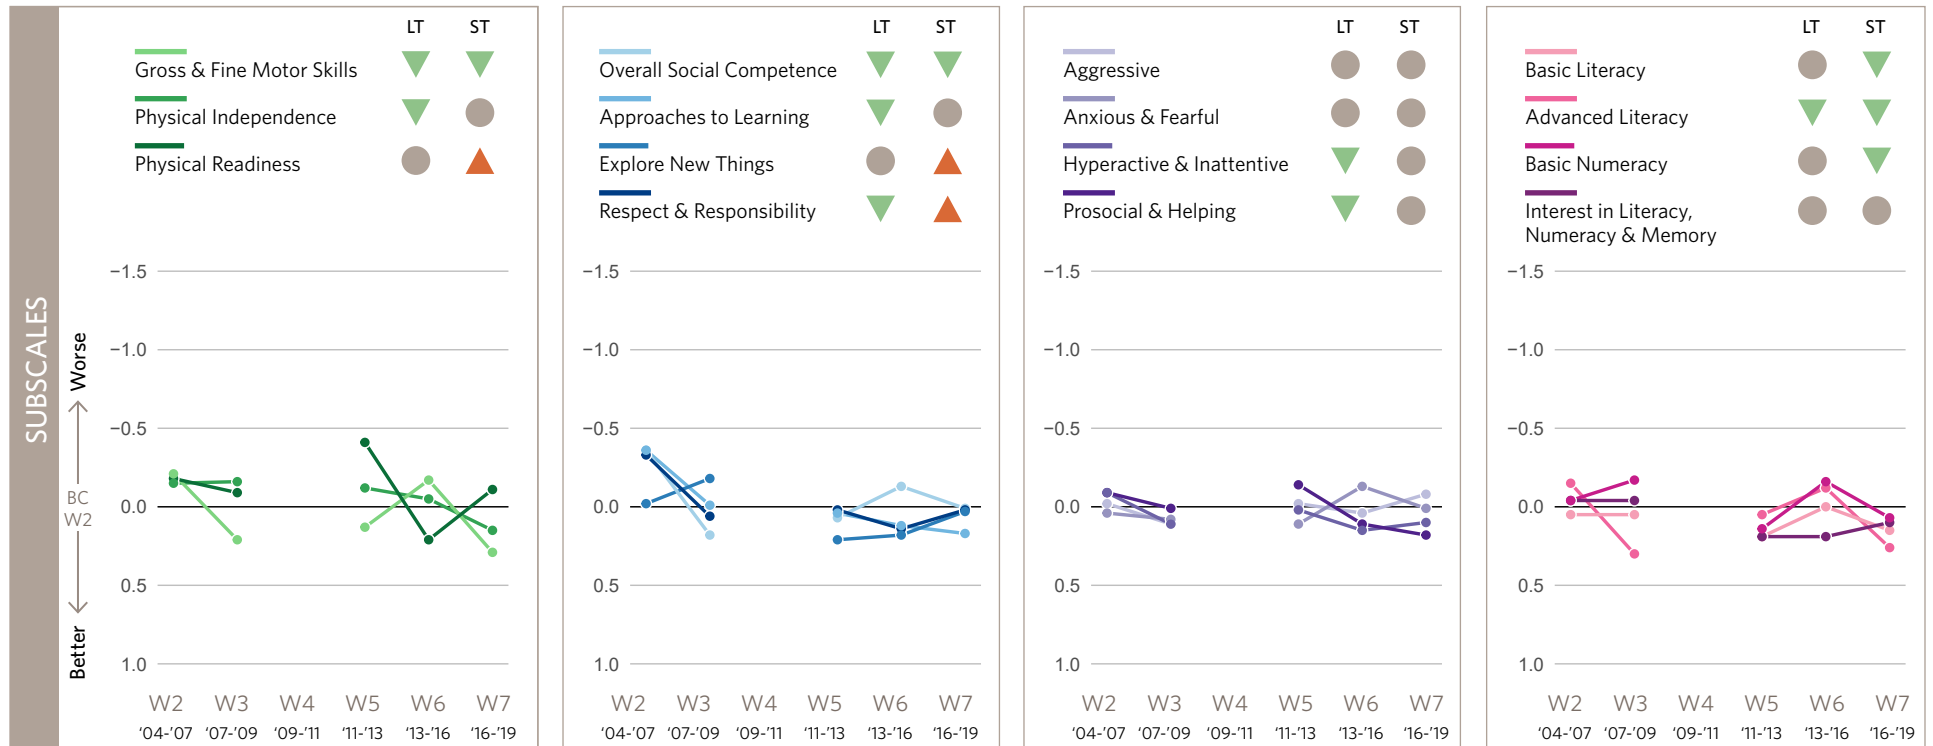 SUBSCALES
Worse
BC
W2
Better
LT ST
Gross & Fine Motor Skills
Physical Independence
Physical Readiness
−1.5
−1.0
−0.5
0.0
0.5
1.0
W2 W3 W4 W5 W6 W7
‘04-’07 ‘07-’09 ‘09-’11 ‘11-’13 ‘13-’16 ‘16-’19
LT ST
Overall Social Competence
Approaches to Learning
Explore New Things
Respect & Responsibility
−1.5
−1.0
−0.5
0.0
0.5
1.0
W2 W3 W4 W5 W6 W7
‘04-’07 ‘07-’09 ‘09-’11 ‘11-’13 ‘13-’16 ‘16-’19
LT ST
Aggressive
Anxious & Fearful
Hyperactive & Inattentive
Prosocial & Helping
−1.5
−1.0
−0.5
0.0
0.5
1.0
W2 W3 W4 W5 W6 W7
‘04-’07 ‘07-’09 ‘09-’11 ‘11-’13 ‘13-’16 ‘16-’19
LT ST
Basic Literacy
Advanced Literacy
Basic Numeracy
Interest in Literacy,
Numeracy & Memory
−1.5
−1.0
−0.5
0.0
0.5
1.0
W2 W3 W4 W5 W6 W7
‘04-’07 ‘07-’09 ‘09-’11 ‘11-’13 ‘13-’16 ‘16-’19